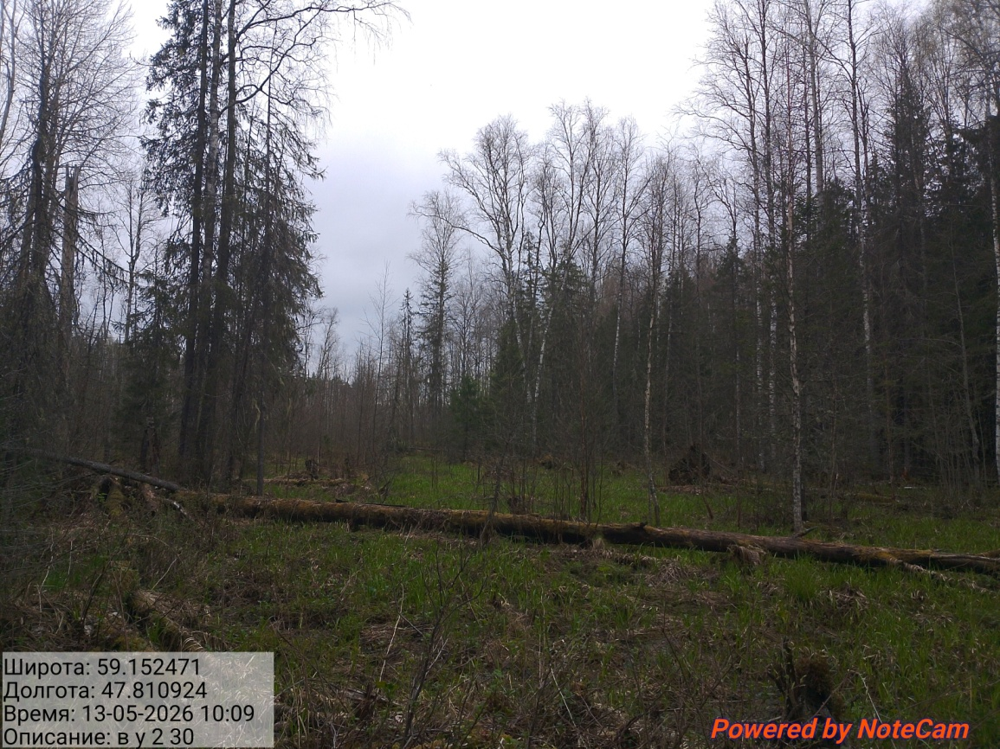 Широта: 59.152471
Долгота: 47.810924
Время: 13-05-2026 10:09
Описание: в у 2 30
Powered by NoteCam